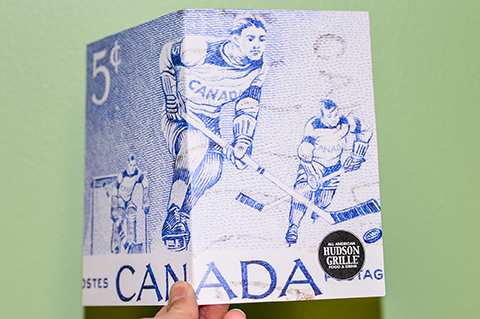 5¢
CANADA
CANADA
OSTES CANADA POSTAG
ALL AMERICAN
HUDSON
GRILLE
FOOD & DRINK